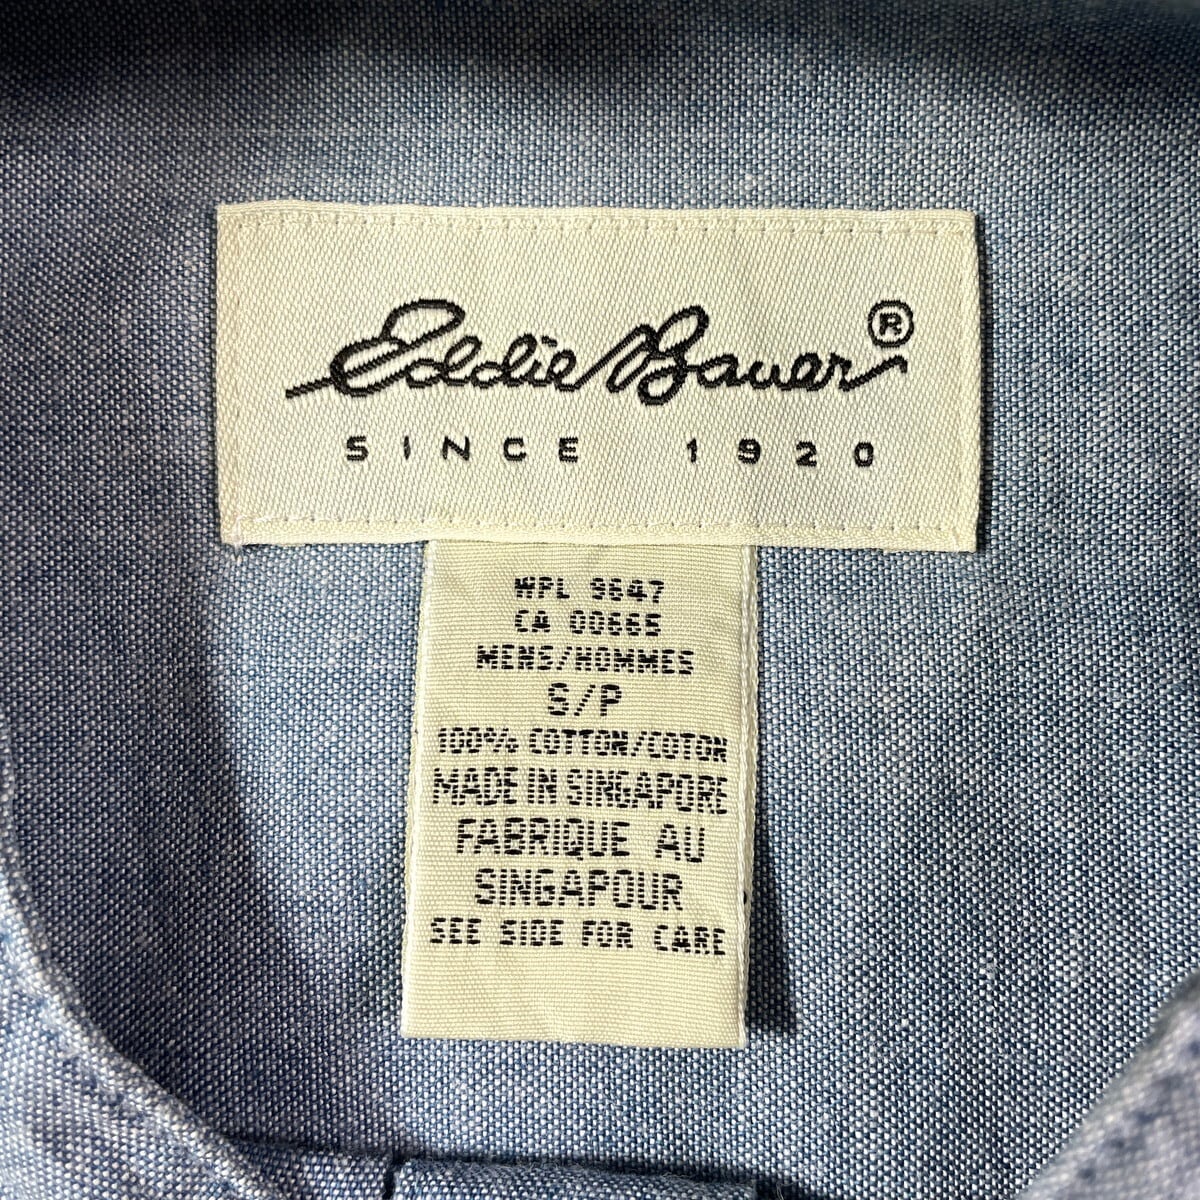 Eddie Bauer®
SINCE 1920
WPL 9647
CA 00665
MENS/HOMMES
S/P
100% COTTON/COTON
MADE IN SINGAPORE
FABRIQUE AU
SINGAPOUR
SEE SIDE FOR CARE